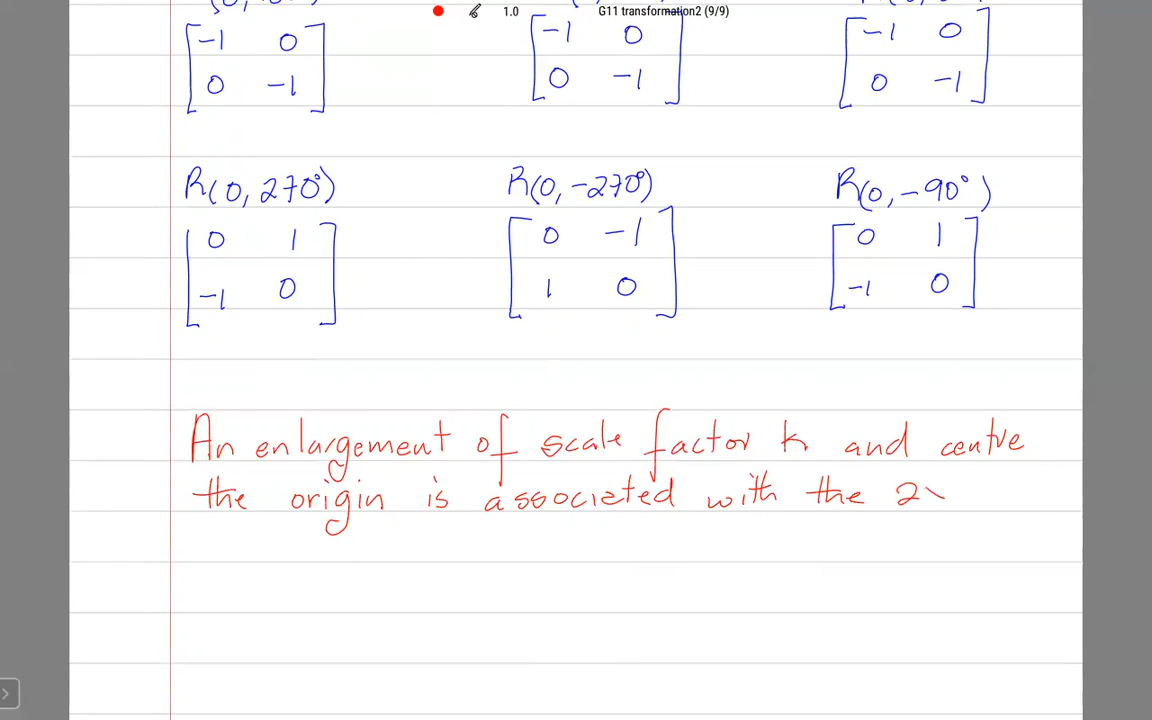 1.0 G11 transformation2 (9/9)
-1 0 -1 0 -1 0
0 -1 0 -1 0 -1
R(0, 270°) R(0, -270°) R(0, -90°)
0 1 0 -1 0 1
-1 0 1 0 -1 0
An enlargement of scale factor k and centre
the origin is associated with the 2